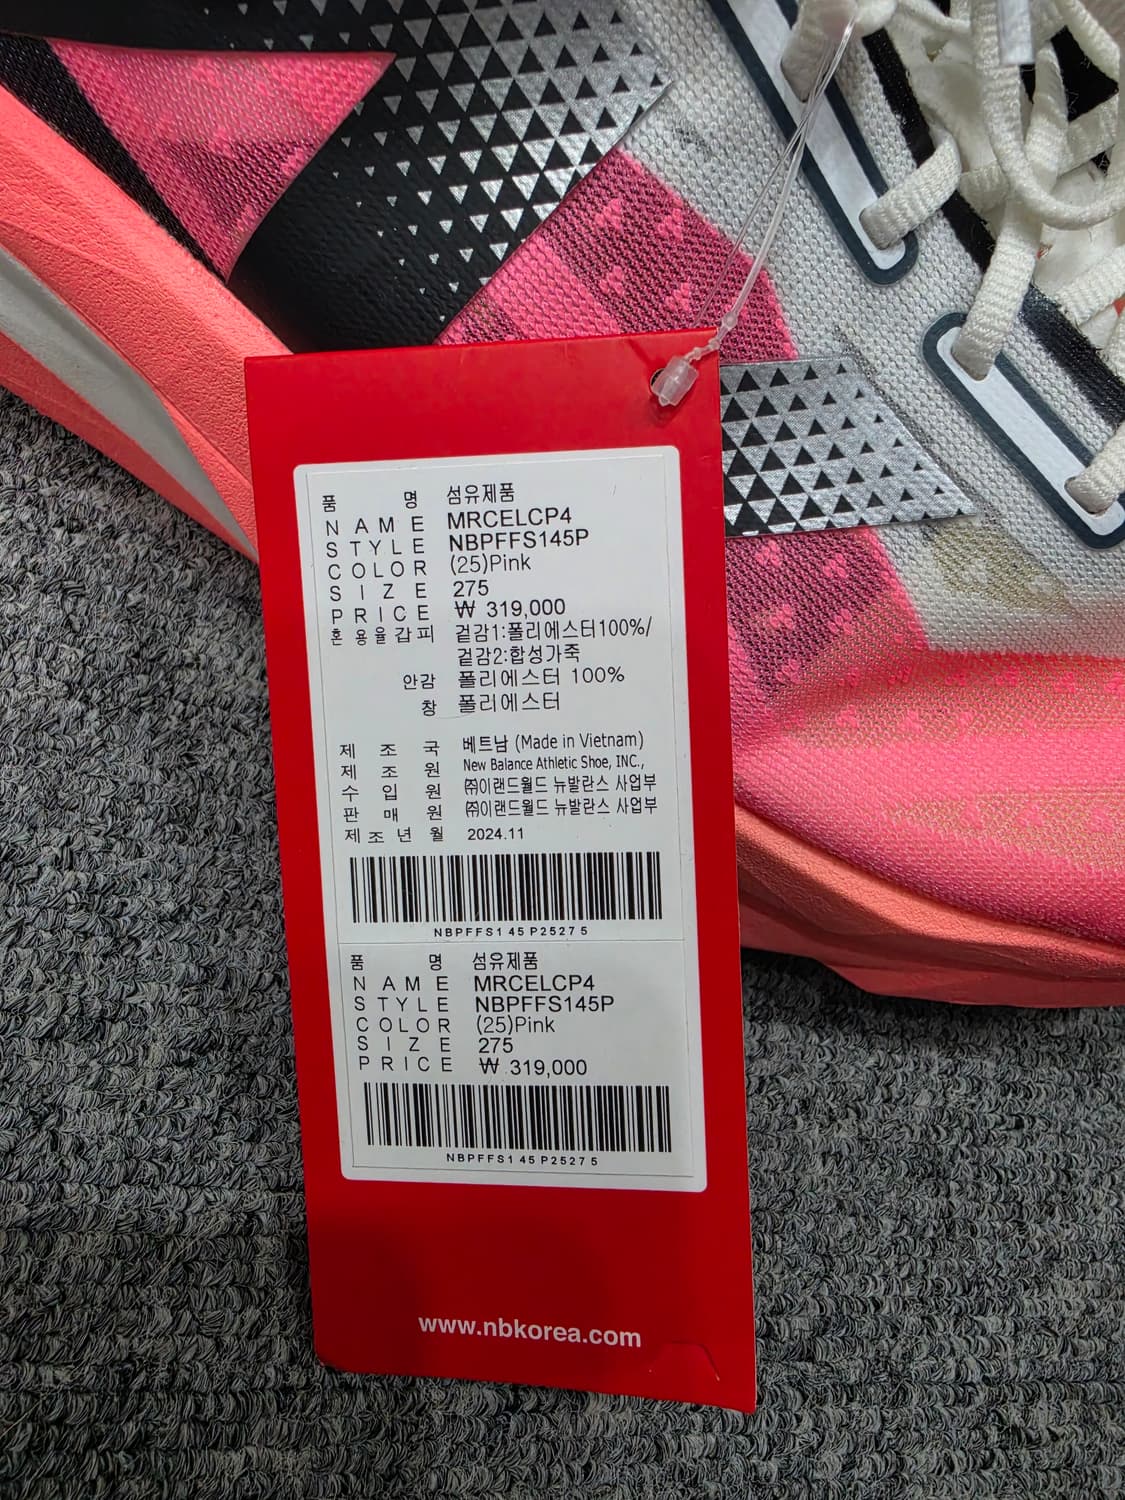 품 명 섬유제품
NAME MRCELCP4
STYLE NBPFFS145P
COLOR (25)Pink
SIZE 275
PRICE ₩ 319,000
혼용율갑피 겉감1:폴리에스터100%/
겉감2:합성가죽
안감 폴리에스터 100%
창 폴리에스터
제 조 국 베트남 (Made in Vietnam)
제 조 원 New Balance Athletic Shoe, INC.,
수 입 원 ㈜이랜드월드 뉴발란스 사업부
판 매 원 ㈜이랜드월드 뉴발란스 사업부
제조년월 2024.11
NBPFFS145P25275
품 명 섬유제품
NAME MRCELCP4
STYLE NBPFFS145P
COLOR (25)Pink
SIZE 275
PRICE ₩ 319,000
NBPFFS145P25275
www.nbkorea.com